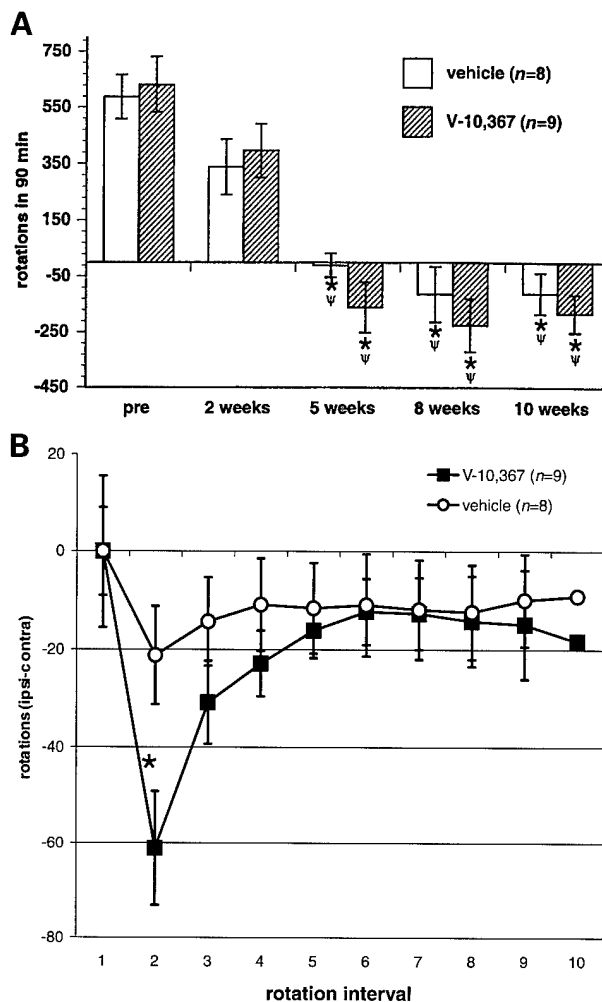 A
750
550
350
150
-50
-250
-450
rotations in 90 min
vehicle (n=8)
V-10,367 (n=9)
*
ψ
*
ψ
*
ψ
*
ψ
*
ψ
*
ψ
pre
2 weeks
5 weeks
8 weeks
10 weeks
B
20
0
-20
-40
-60
-80
rotations (ipsi-contra)
V-10,367 (n=9)
vehicle (n=8)
*
1
2
3
4
5
6
7
8
9
10
rotation interval